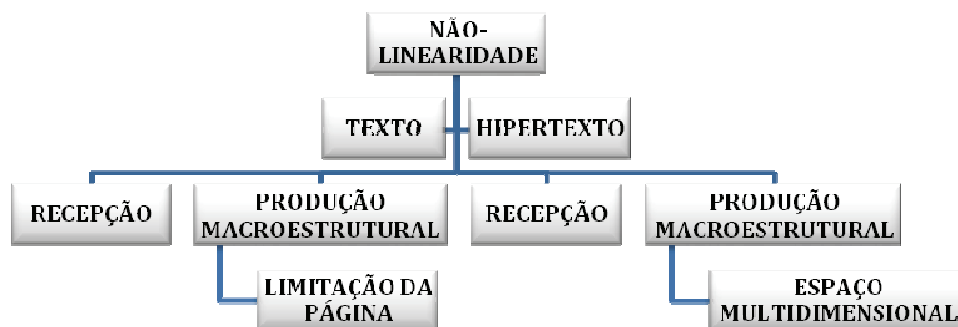 NÃO-
LINEARIDADE
TEXTO
HIPERTEXTO
RECEPÇÃO
PRODUÇÃO
MACROESTRUTURAL
RECEPÇÃO
PRODUÇÃO
MACROESTRUTURAL
LIMITAÇÃO DA
PÁGINA
ESPAÇO
MULTIDIMENSIONAL